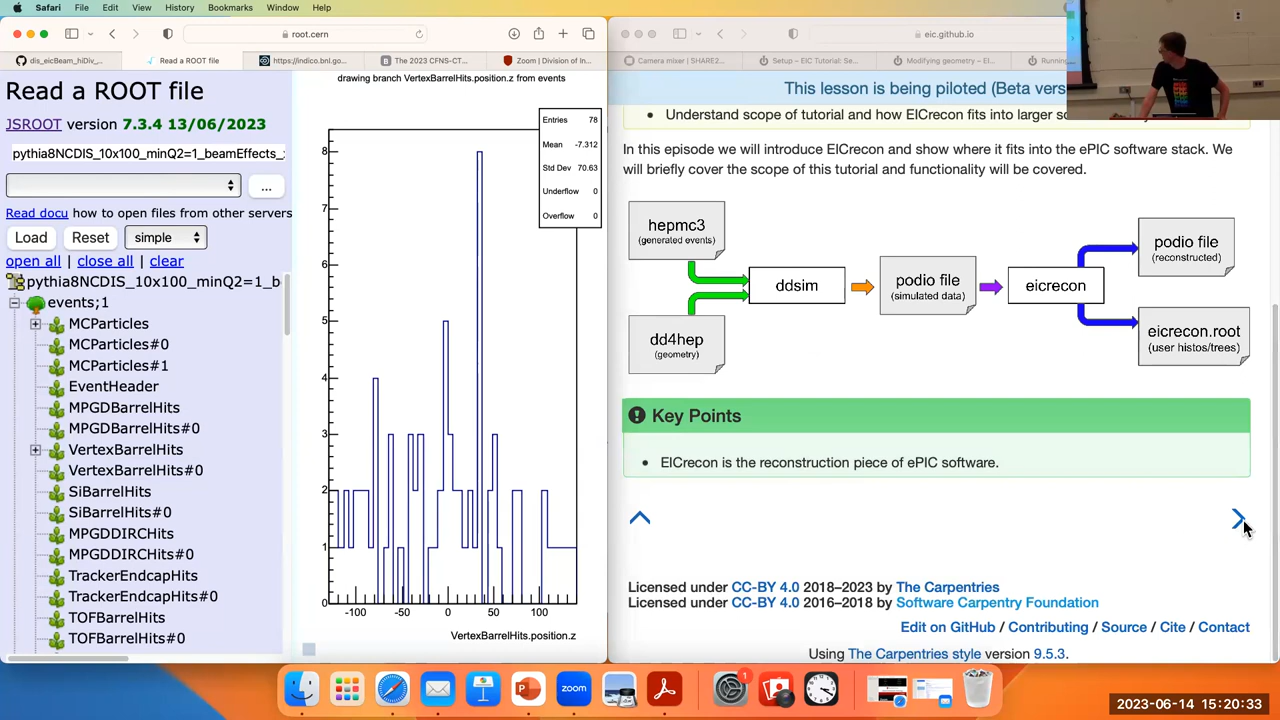 Safari File Edit View History Bookmarks Window Help
root.cern
eic.github.io
dis_eicBeam_hiDiv_
Read a ROOT file
https://indico.bnl.go...
The 2023 CFNS-CT...
Zoom | Division of In...
Camera mixer | SHARE2...
Setup – EIC Tutorial: Se...
Modifying geometry – EI...
Running
Read a ROOT file
JSROOT version 7.3.4 13/06/2023
pythia8NCDIS_10x100_minQ2=1_beamEffects_
...
Read docu how to open files from other servers
Load Reset simple
open all | close all | clear
pythia8NCDIS_10x100_minQ2=1_b
events;1
MCParticles
MCParticles#0
MCParticles#1
EventHeader
MPGDBarrelHits
MPGDBarrelHits#0
VertexBarrelHits
VertexBarrelHits#0
SiBarrelHits
SiBarrelHits#0
MPGDDIRCHits
MPGDDIRCHits#0
TrackerEndcapHits
TrackerEndcapHits#0
TOFBarrelHits
TOFBarrelHits#0
drawing branch VertexBarrelHits.position.z from events
Entries 78
Mean -7.312
Std Dev 70.63
Underflow 0
Overflow 0
8
7
6
5
4
3
2
1
0
-100 -50 0 50 100
VertexBarrelHits.position.z
This lesson is being piloted (Beta vers
Understand scope of tutorial and how EICrecon fits into larger
In this episode we will introduce EICrecon and show where it fits into the ePIC software stack. We
will briefly cover the scope of this tutorial and functionality will be covered.
hepmc3
(generated events)
dd4hep
(geometry)
ddsim
podio file
(simulated data)
eicrecon
podio file
(reconstructed)
eicrecon.root
(user histos/trees)
Key Points
EICrecon is the reconstruction piece of ePIC software.
Licensed under CC-BY 4.0 2018–2023 by The Carpentries
Licensed under CC-BY 4.0 2016–2018 by Software Carpentry Foundation
Edit on GitHub / Contributing / Source / Cite / Contact
Using The Carpentries style version 9.5.3.
zoom
1
2023-06-14 15:20:33